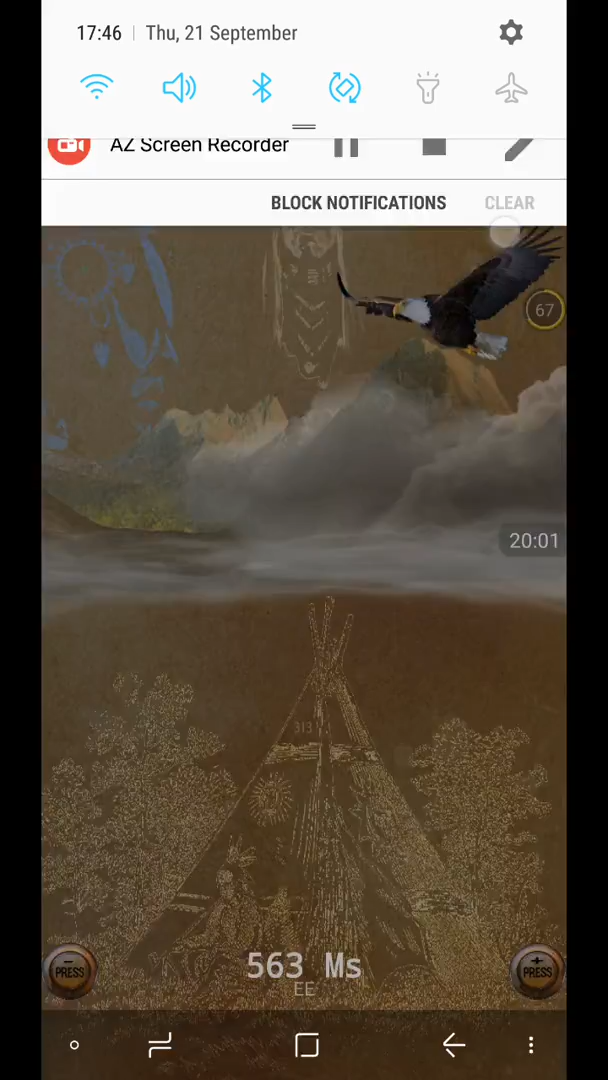 17:46 | Thu, 21 September
AZ Screen Recorder
BLOCK NOTIFICATIONS CLEAR
67
20:01
313
563 Ms
EE
PRESS PRESS